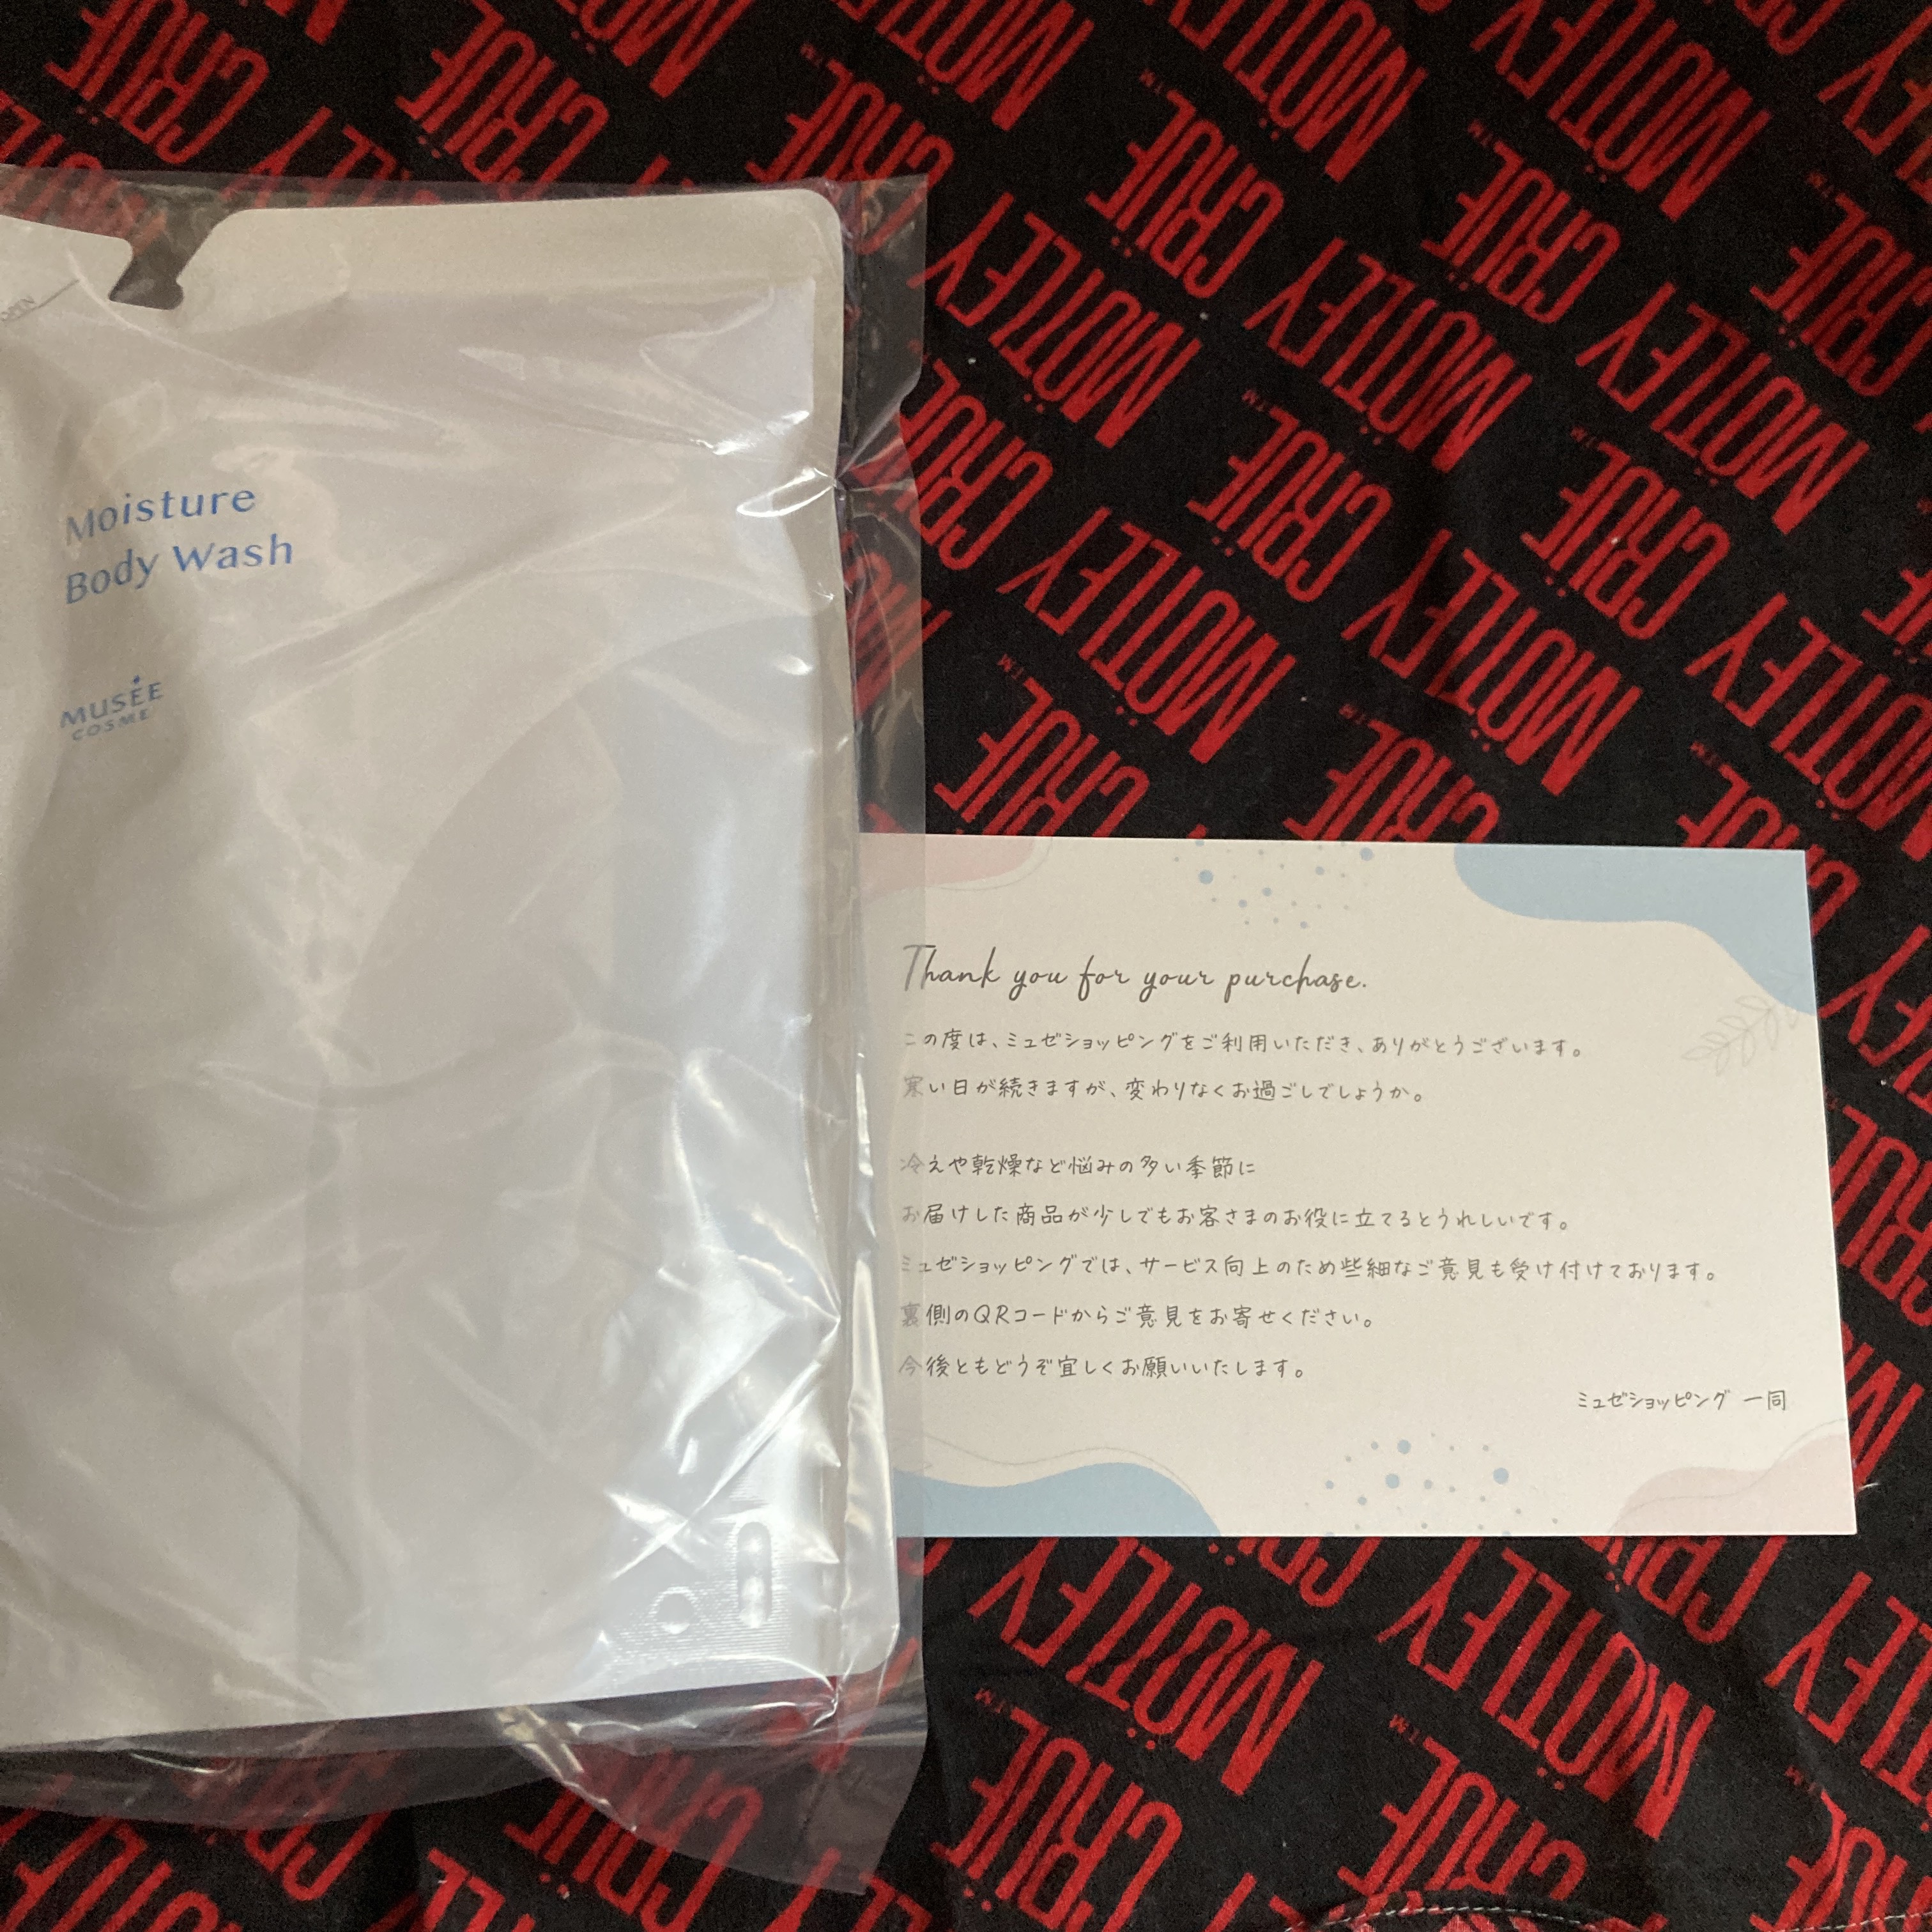 OPEN
Moisture
Body Wash
MUSÉE
COSME
Thank you for your purchase.
この度は、ミュゼショッピングをご利用いただき、ありがとうございます。
寒い日が続きますが、変わりなくお過ごしでしょうか。
冷えや乾燥など悩みの多い季節に
お届けした商品が少しでもお客さまのお役に立てるとうれしいです。
ミュゼショッピングでは、サービス向上のため些細なご意見も受け付けております。
裏側のQRコードからご意見をお寄せください。
今後ともどうぞ宜しくお願いいたします。
ミュゼショッピング 一同
MÖTLEY CRÜE™